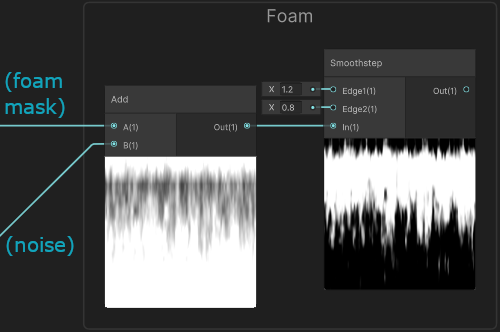 Foam
(foam
mask)
Smoothstep
X 1.2
Edge1(1)
Out(1)
X 0.8
Edge2(1)
In(1)
Add
A(1)
Out(1)
B(1)
(noise)